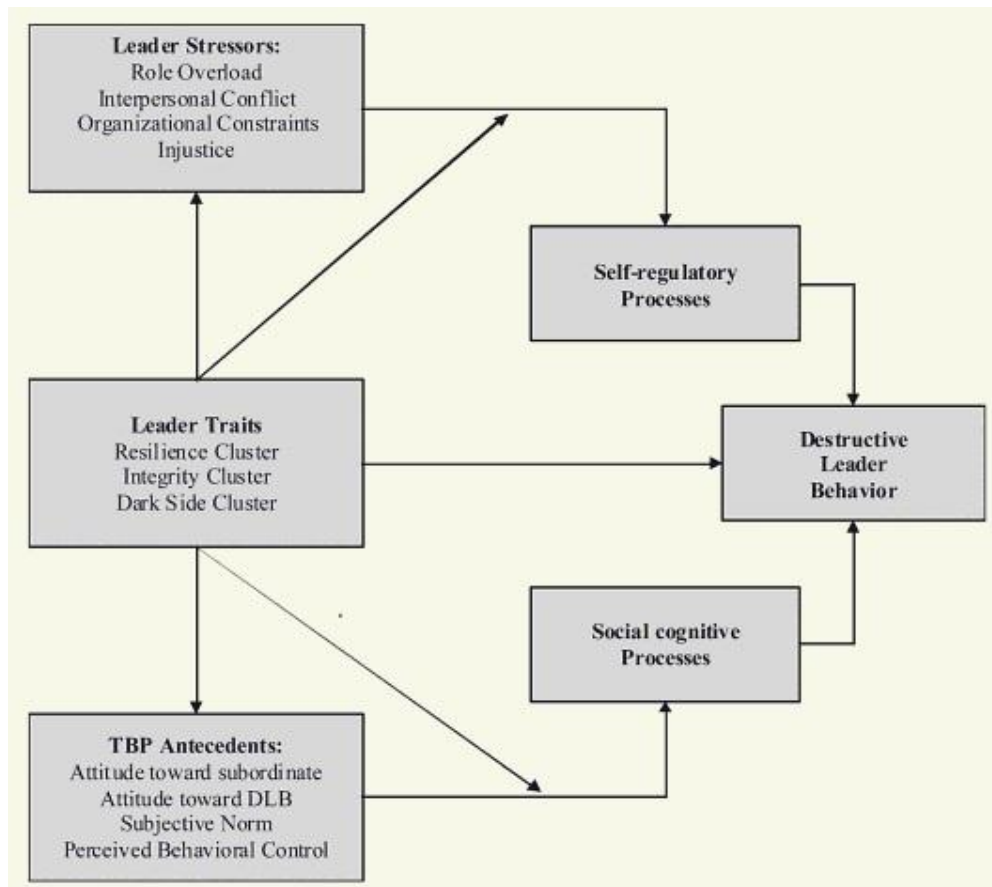 Leader Stressors:
Role Overload
Interpersonal Conflict
Organizational Constraints
Injustice
Self-regulatory
Processes
Leader Traits
Resilience Cluster
Integrity Cluster
Dark Side Cluster
Destructive
Leader
Behavior
Social cognitive
Processes
TBP Antecedents:
Attitude toward subordinate
Attitude toward DLB
Subjective Norm
Perceived Behavioral Control